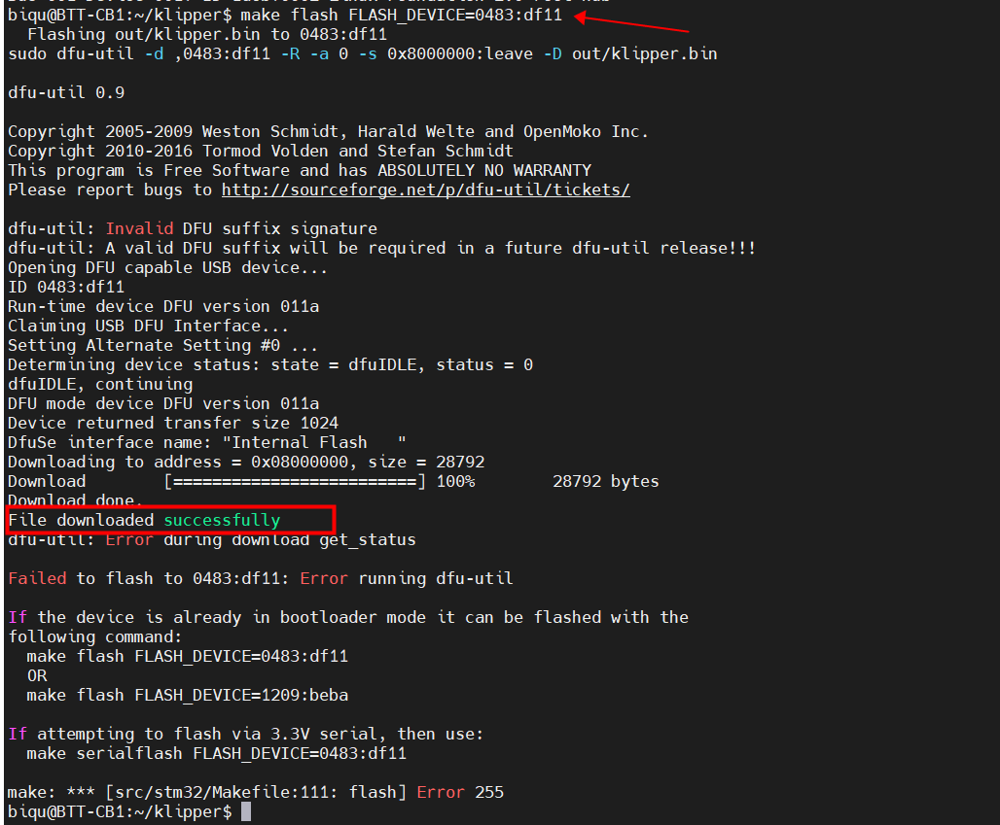 biqu@BTT-CB1:~/klipper$ make flash FLASH_DEVICE=0483:df11
Flashing out/klipper.bin to 0483:df11
sudo dfu-util -d ,0483:df11 -R -a 0 -s 0x8000000:leave -D out/klipper.bin
dfu-util 0.9
Copyright 2005-2009 Weston Schmidt, Harald Welte and OpenMoko Inc.
Copyright 2010-2016 Tormod Volden and Stefan Schmidt
This program is Free Software and has ABSOLUTELY NO WARRANTY
Please report bugs to http://sourceforge.net/p/dfu-util/tickets/
dfu-util: Invalid DFU suffix signature
dfu-util: A valid DFU suffix will be required in a future dfu-util release!!!
Opening DFU capable USB device...
ID 0483:df11
Run-time device DFU version 011a
Claiming USB DFU Interface...
Setting Alternate Setting #0 ...
Determining device status: state = dfuIDLE, status = 0
dfuIDLE, continuing
DFU mode device DFU version 011a
Device returned transfer size 1024
DfuSe interface name: "Internal Flash   "
Downloading to address = 0x08000000, size = 28792
Download        [=========================] 100%        28792 bytes
Download done.
File downloaded successfully
dfu-util: Error during download get_status
Failed to flash to 0483:df11: Error running dfu-util
If the device is already in bootloader mode it can be flashed with the
following command:
make flash FLASH_DEVICE=0483:df11
OR
make flash FLASH_DEVICE=1209:beba
If attempting to flash via 3.3V serial, then use:
make serialflash FLASH_DEVICE=0483:df11
make: *** [src/stm32/Makefile:111: flash] Error 255
biqu@BTT-CB1:~/klipper$